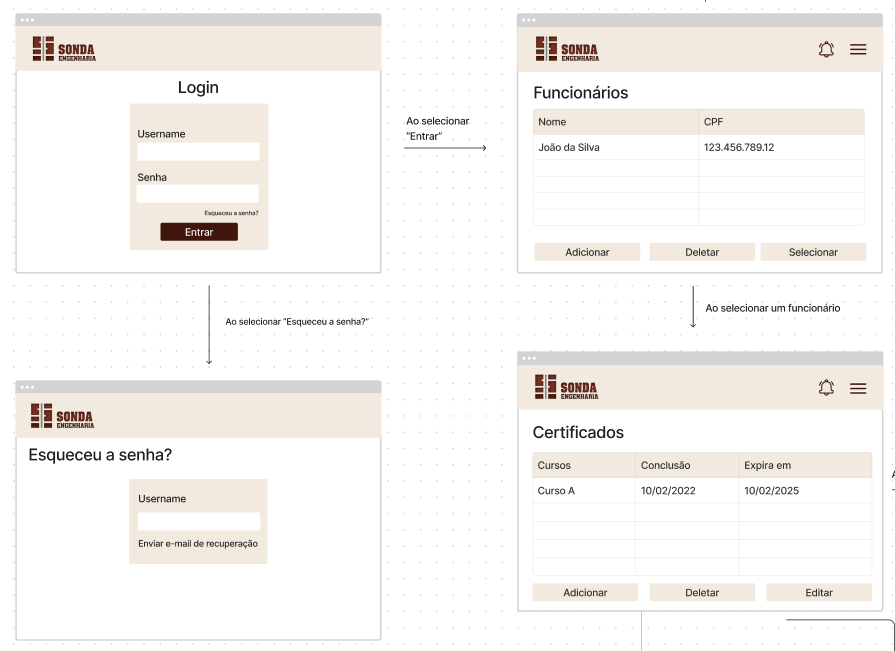 SONDA
ENGENHARIA
Login
Username
Senha
Esqueceu a senha?
Entrar
Ao selecionar
"Entrar"
SONDA
ENGENHARIA
Funcionários
Nome CPF
João da Silva 123.456.789.12
Adicionar Deletar Selecionar
Ao selecionar "Esqueceu a senha?"
Ao selecionar um funcionário
SONDA
ENGENHARIA
Esqueceu a senha?
Username
Enviar e-mail de recuperação
SONDA
ENGENHARIA
Certificados
Cursos Conclusão Expira em
Curso A 10/02/2022 10/02/2025
Adicionar Deletar Editar